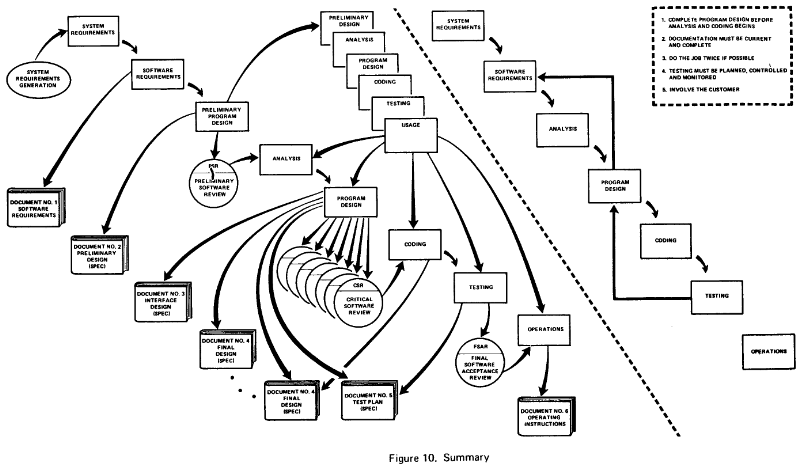 SYSTEM
REQUIREMENTS
SYSTEM
REQUIREMENTS
GENERATION
SOFTWARE
REQUIREMENTS
PRELIMINARY
PROGRAM
DESIGN
PRELIMINARY
DESIGN
ANALYSIS
PROGRAM
DESIGN
CODING
TESTING
USAGE
PSR
PRELIMINARY
SOFTWARE
REVIEW
ANALYSIS
PROGRAM
DESIGN
DOCUMENT NO. 1
SOFTWARE
REQUIREMENTS
DOCUMENT NO. 2
PRELIMINARY
DESIGN
(SPEC)
DOCUMENT NO. 3
INTERFACE
DESIGN
(SPEC)
DOCUMENT NO. 4
FINAL
DESIGN
(SPEC)
DOCUMENT NO. 4
FINAL
DESIGN
(SPEC)
DOCUMENT NO. 5
TEST PLAN
(SPEC)
CSR
CRITICAL
SOFTWARE
REVIEW
CODING
TESTING
OPERATIONS
FSAR
FINAL
SOFTWARE
ACCEPTANCE
REVIEW
DOCUMENT NO. 6
OPERATING
INSTRUCTIONS
SYSTEM
REQUIREMENTS
SOFTWARE
REQUIREMENTS
ANALYSIS
PROGRAM
DESIGN
CODING
TESTING
OPERATIONS
1. COMPLETE PROGRAM DESIGN BEFORE
ANALYSIS AND CODING BEGINS
2. DOCUMENTATION MUST BE CURRENT
AND COMPLETE
3. DO THE JOB TWICE IF POSSIBLE
4. TESTING MUST BE PLANNED, CONTROLLED
AND MONITORED
5. INVOLVE THE CUSTOMER
Figure 10. Summary